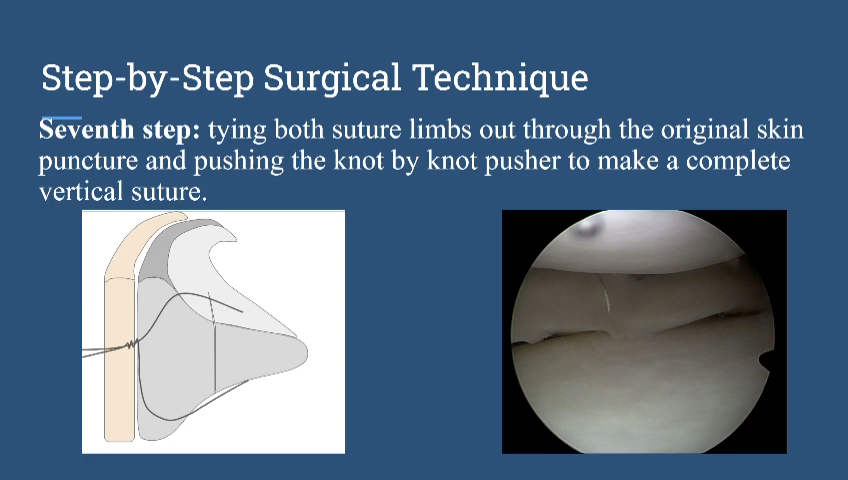 Step-by-Step Surgical Technique
Seventh step: tying both suture limbs out through the original skin
puncture and pushing the knot by knot pusher to make a complete
vertical suture.